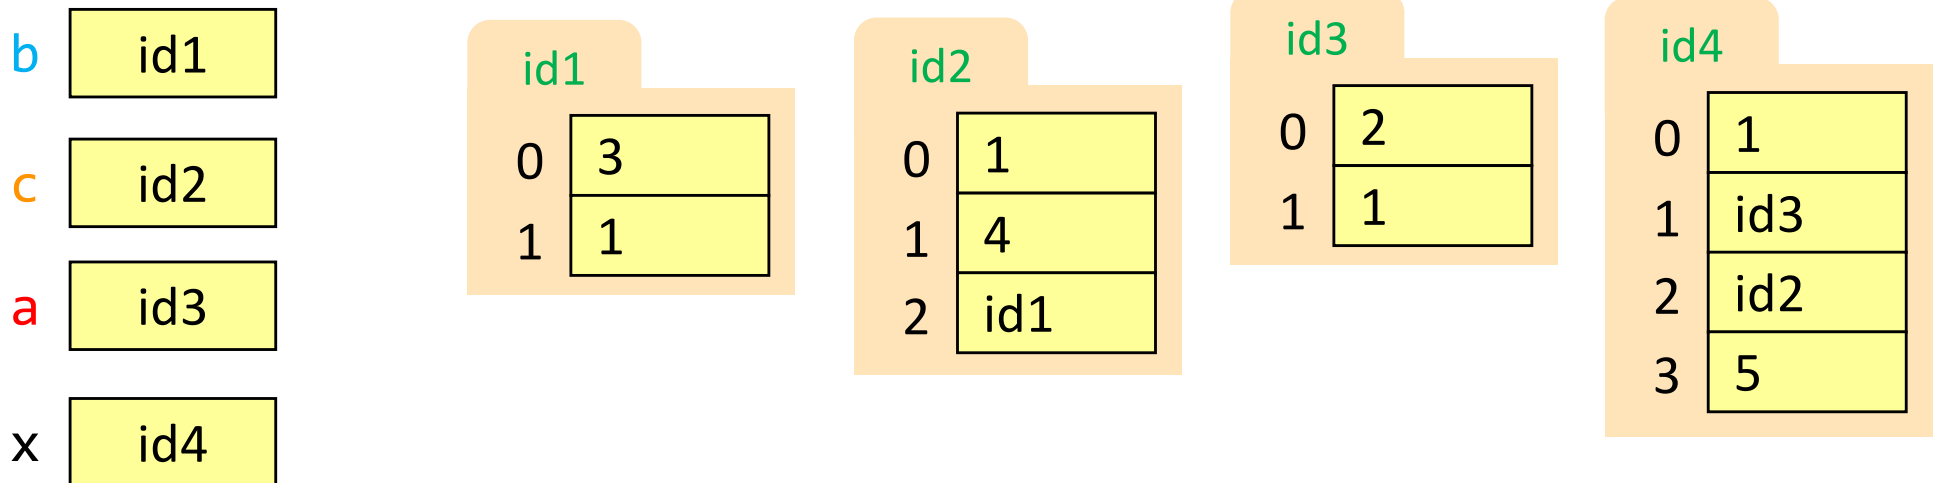 b id1
c id2
a id3
x id4
id1
0 3
1 1
id2
0 1
1 4
2 id1
id3
0 2
1 1
id4
0 1
1 id3
2 id2
3 5